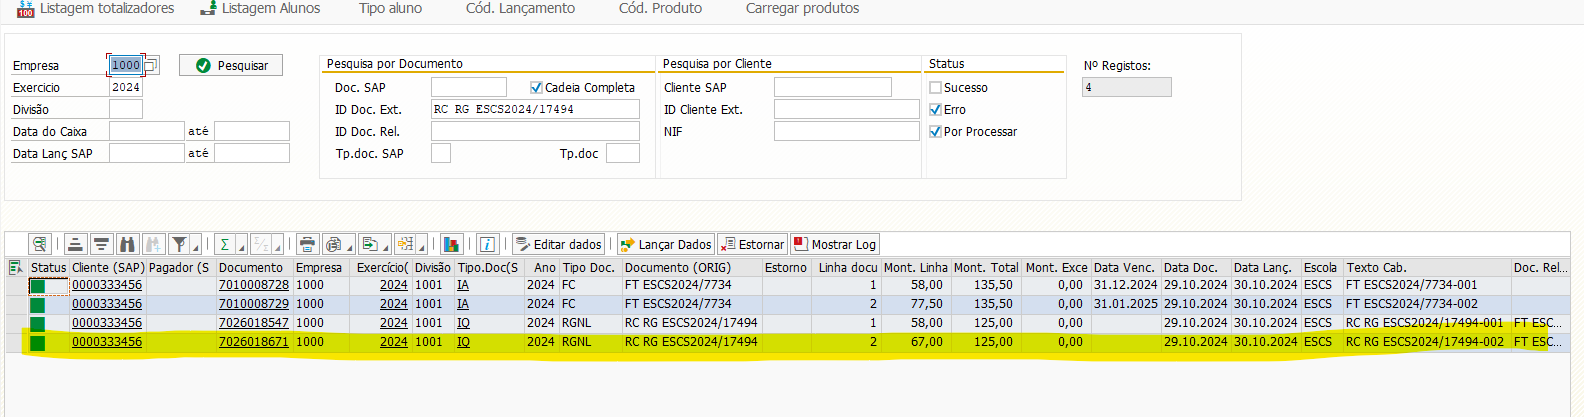 Listagem totalizadores Listagem Alunos Tipo aluno Cód. Lançamento Cód. Produto Carregar produtos
Empresa 1000 Pesquisar Pesquisa por Documento Pesquisa por Cliente Status Nº Registos:
Exercicio 2024 Doc. SAP Cadeia Completa Cliente SAP Sucesso 4
Divisão ID Doc. Ext. RC RG ESCS2024/17494 ID Cliente Ext. Erro
Data do Caixa até ID Doc. Rel. NIF Por Processar
Data Lanç SAP até Tp.doc. SAP Tp.doc
Editar dados Lançar Dados Estornar Mostrar Log
Status Cliente (SAP) Pagador (S Documento Empresa Exercício( Divisão Tipo.Doc(S Ano Tipo Doc. Documento (ORIG) Estorno Linha docu Mont. Linha Mont. Total Mont. Exce Data Venc. Data Doc. Data Lanç. Escola Texto Cab. Doc. Rel...
0000333456 7010008728 1000 2024 1001 IA 2024 FC FT ESCS2024/7734 1 58,00 135,50 0,00 31.12.2024 29.10.2024 30.10.2024 ESCS FT ESCS2024/7734-001
0000333456 7010008729 1000 2024 1001 IA 2024 FC FT ESCS2024/7734 2 77,50 135,50 0,00 31.01.2025 29.10.2024 30.10.2024 ESCS FT ESCS2024/7734-002
0000333456 7026018547 1000 2024 1001 IQ 2024 RGNL RC RG ESCS2024/17494 1 58,00 125,00 0,00 29.10.2024 30.10.2024 ESCS RC RG ESCS2024/17494-001 FT ESC...
0000333456 7026018671 1000 2024 1001 IQ 2024 RGNL RC RG ESCS2024/17494 2 67,00 125,00 0,00 29.10.2024 30.10.2024 ESCS RC RG ESCS2024/17494-002 FT ESC...